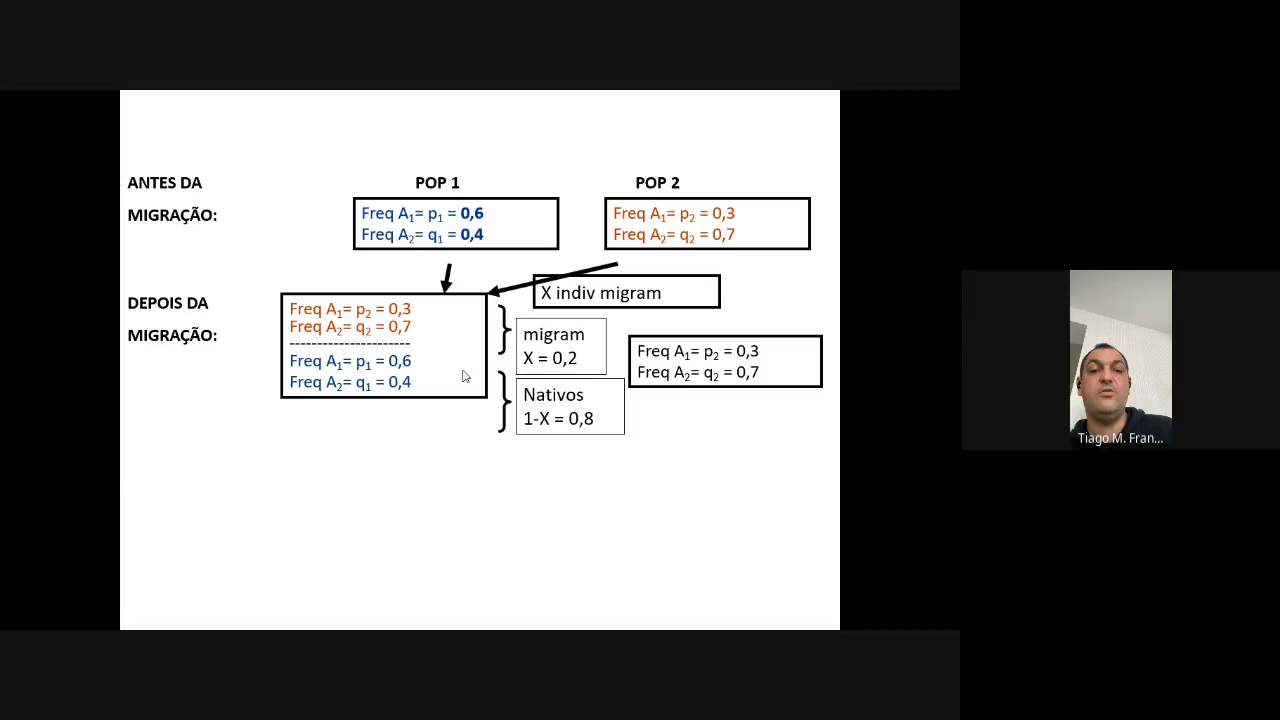 ANTES DA
MIGRAÇÃO:
POP 1
Freq A₁= p₁ = 0,6
Freq A₂= q₁ = 0,4
POP 2
Freq A₁= p₂ = 0,3
Freq A₂= q₂ = 0,7
X indiv migram
DEPOIS DA
MIGRAÇÃO:
Freq A₁= p₂ = 0,3
Freq A₂= q₂ = 0,7
----------------------
Freq A₁= p₁ = 0,6
Freq A₂= q₁ = 0,4
migram
X = 0,2
Nativos
1-X = 0,8
Freq A₁= p₂ = 0,3
Freq A₂= q₂ = 0,7
Tiago M. Fran...